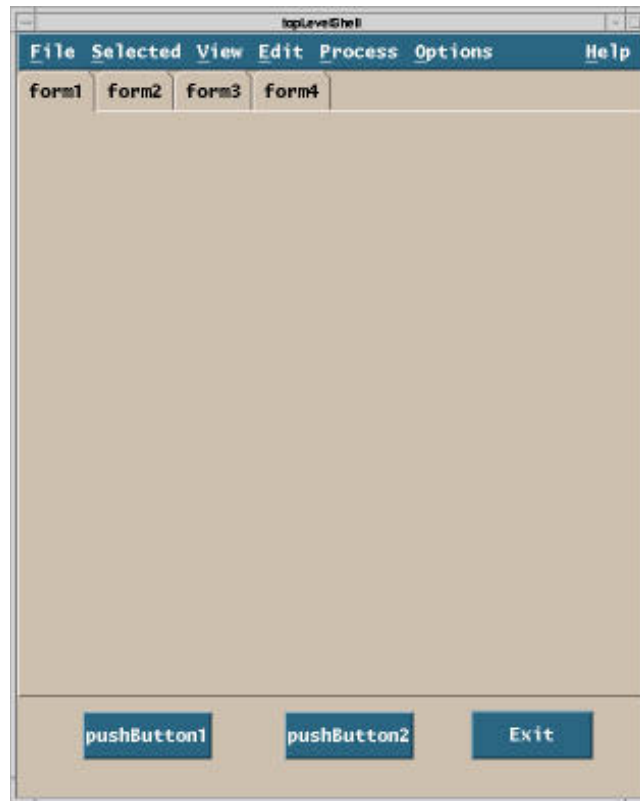 topLevelShell
File Selected View Edit Process Options Help
form1 form2 form3 form4
pushButton1 pushButton2 Exit